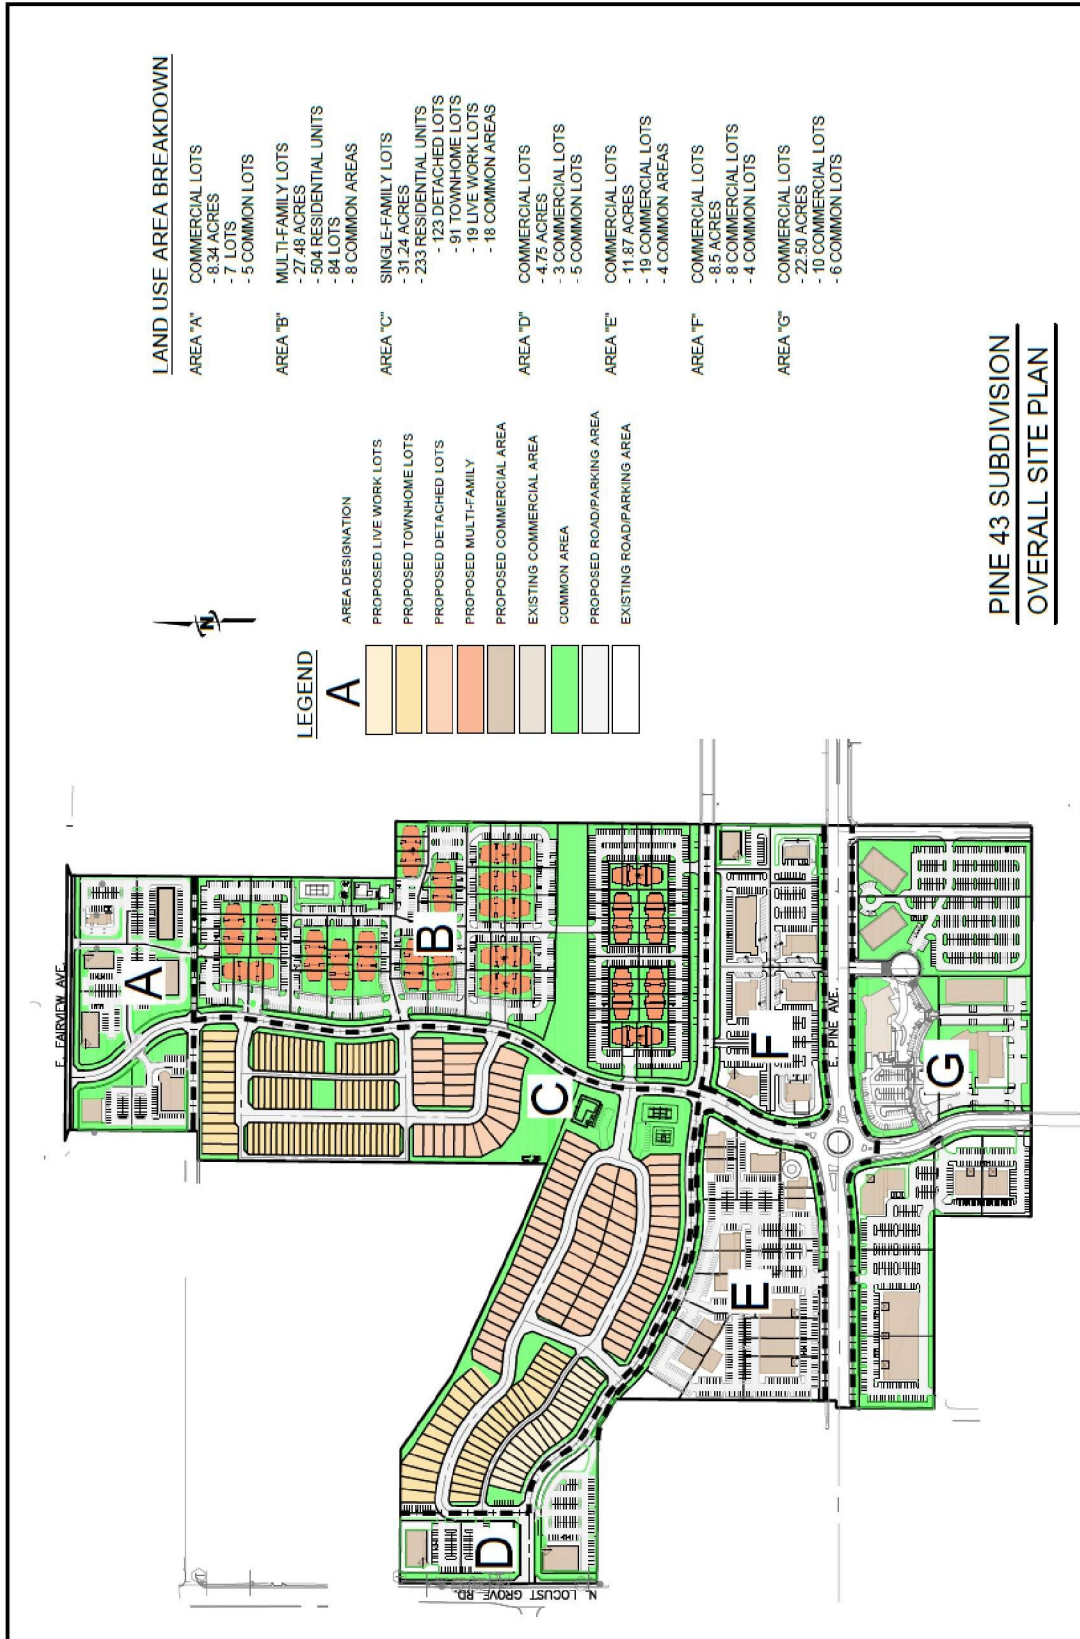 LAND USE AREA BREAKDOWN
AREA "A" COMMERCIAL LOTS
- 8.34 ACRES
- 7 LOTS
- 5 COMMON LOTS
AREA "B" MULTI-FAMILY LOTS
- 27.48 ACRES
- 504 RESIDENTIAL UNITS
- 84 LOTS
- 8 COMMON AREAS
AREA "C" SINGLE-FAMILY LOTS
- 31.24 ACRES
- 233 RESIDENTIAL UNITS
- 123 DETACHED LOTS
- 91 TOWNHOME LOTS
- 19 LIVE WORK LOTS
- 18 COMMON AREAS
AREA "D" COMMERCIAL LOTS
- 4.75 ACRES
- 3 COMMERCIAL LOTS
- 5 COMMON LOTS
AREA "E" COMMERCIAL LOTS
- 11.87 ACRES
- 19 COMMERCIAL LOTS
- 4 COMMON AREAS
AREA "F" COMMERCIAL LOTS
- 8.5 ACRES
- 8 COMMERCIAL LOTS
- 4 COMMON LOTS
AREA "G" COMMERCIAL LOTS
- 22.50 ACRES
- 10 COMMERCIAL LOTS
- 6 COMMON LOTS
N
LEGEND
A AREA DESIGNATION
PROPOSED LIVE WORK LOTS
PROPOSED TOWNHOME LOTS
PROPOSED DETACHED LOTS
PROPOSED MULTI-FAMILY
PROPOSED COMMERCIAL AREA
EXISTING COMMERCIAL AREA
COMMON AREA
PROPOSED ROAD/PARKING AREA
EXISTING ROAD/PARKING AREA
E. FAIRVIEW AVE.
A
B
C
D
E
F
G
E. PINE AVE.
N. LOCUST GROVE RD.
PINE 43 SUBDIVISION
OVERALL SITE PLAN